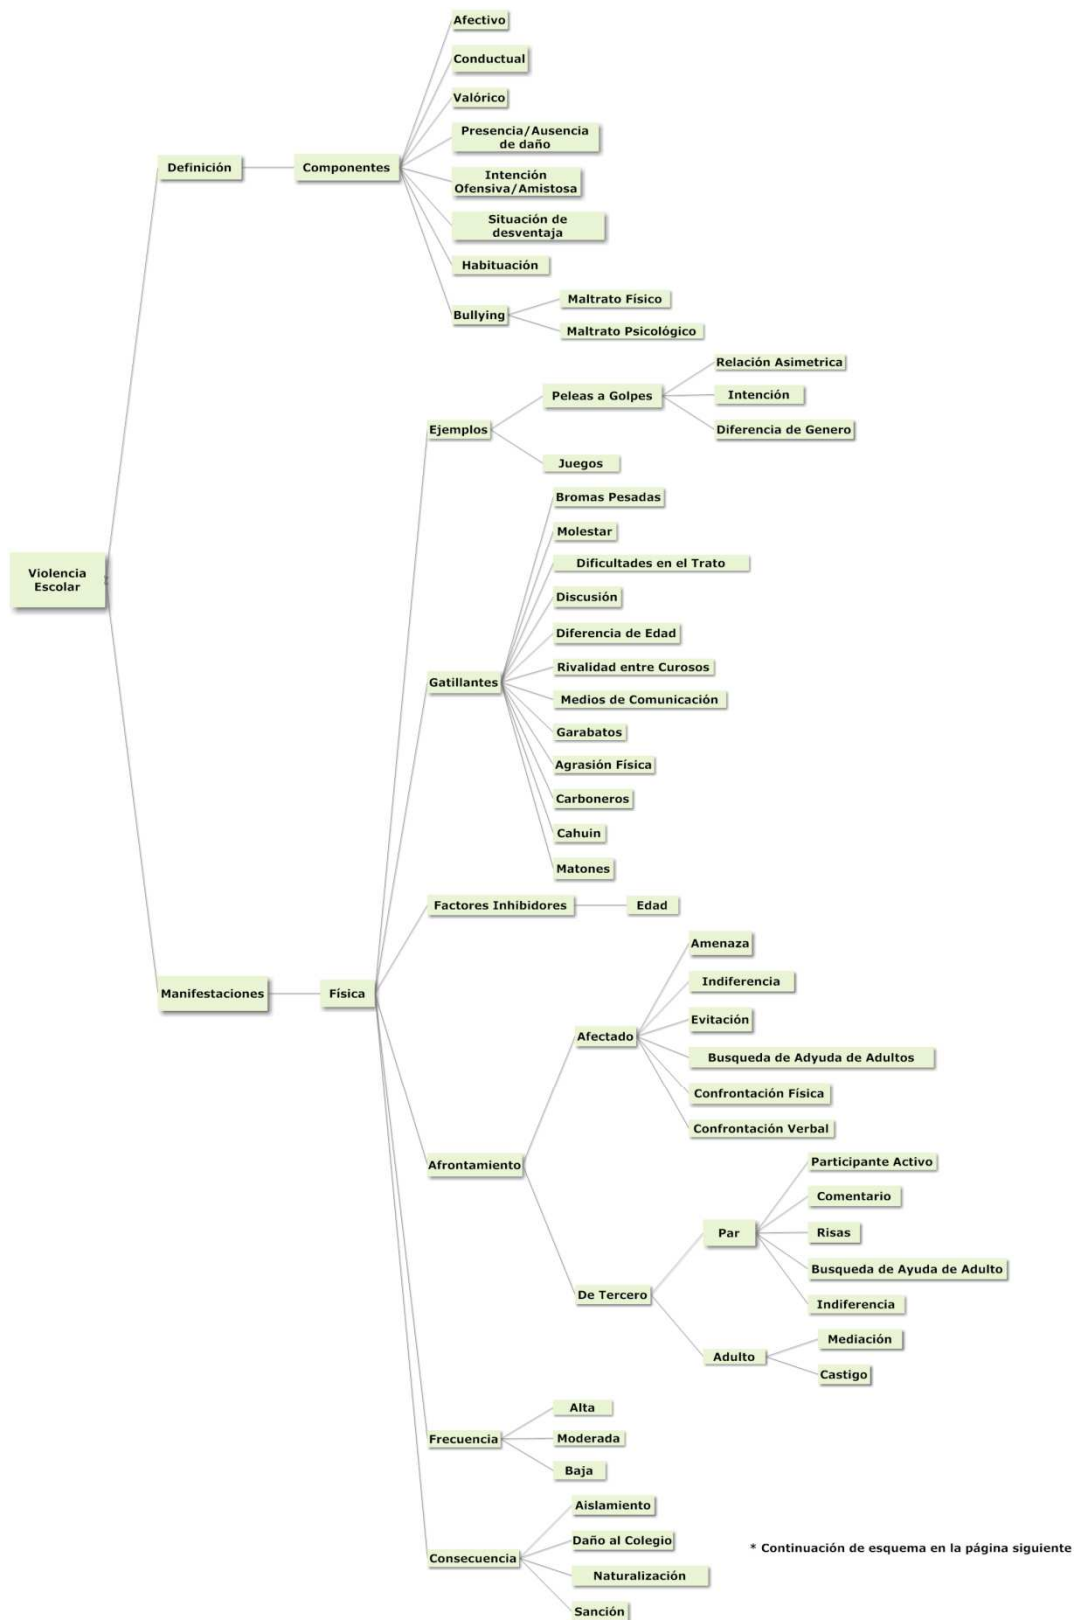 Afectivo
Conductual
Valórico
Presencia/Ausencia
de daño
Definición
Componentes
Intención
Ofensiva/Amistosa
Situación de
desventaja
Habituación
Bullying
Maltrato Físico
Maltrato Psicológico
Relación Asimetrica
Peleas a Golpes
Intención
Ejemplos
Diferencia de Genero
Juegos
Bromas Pesadas
Molestar
Violencia
Escolar
Dificultades en el Trato
Discusión
Diferencia de Edad
Rivalidad entre Curosos
Gatillantes
Medios de Comunicación
Garabatos
Agrasión Física
Carboneros
Cahuin
Matones
Factores Inhibidores
Edad
Amenaza
Indiferencia
Manifestaciones
Física
Evitación
Afectado
Busqueda de Adyuda de Adultos
Confrontación Física
Confrontación Verbal
Afrontamiento
Participante Activo
Comentario
Par
Risas
Busqueda de Ayuda de Adulto
De Tercero
Indiferencia
Mediación
Adulto
Castigo
Alta
Frecuencia
Moderada
Baja
Aislamiento
Daño al Colegio
Consecuencia
Naturalización
Sanción
* Continuación de esquema en la página siguiente